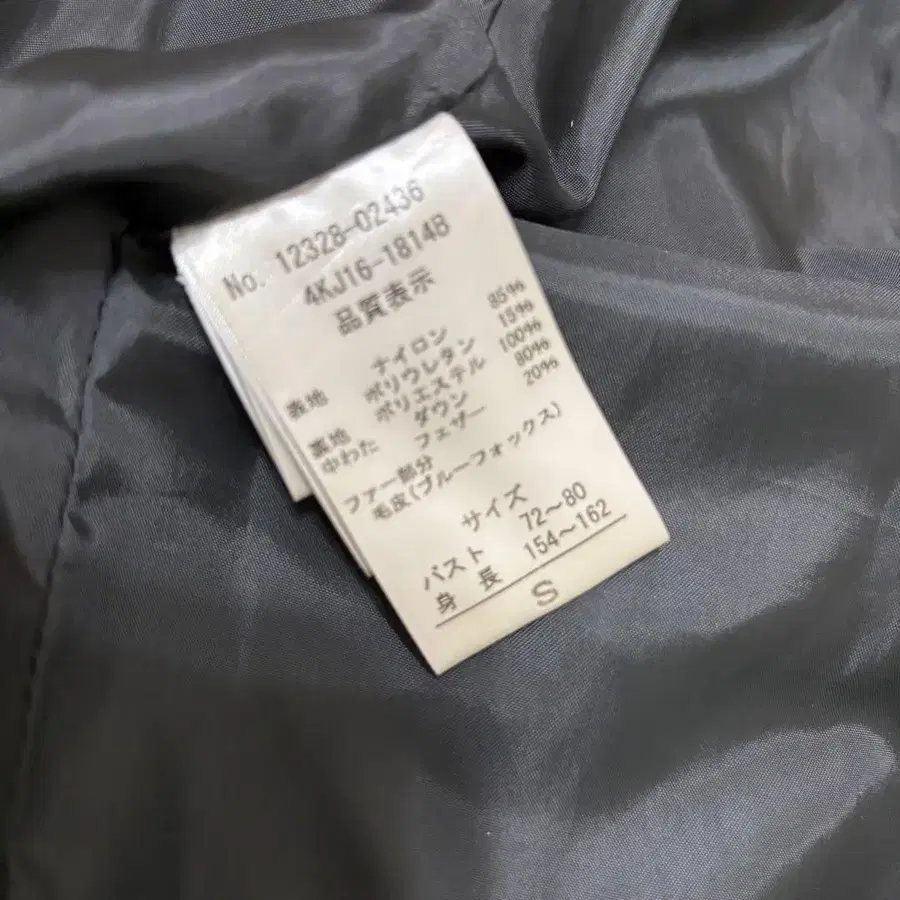 No. 12328-02436
4KJ16-1814B
品質表示
表地 ナイロン 85%
ポリウレタン 15%
裏地 ポリエステル 100%
中わた ダウン 80%
フェザー 20%
ファー部分
毛皮(ブルーフォックス)
サイズ
バスト 72~80
身長 154~162
S